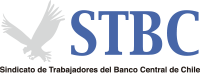 STBC
Sindicato de Trabajadores del Banco Central de Chile